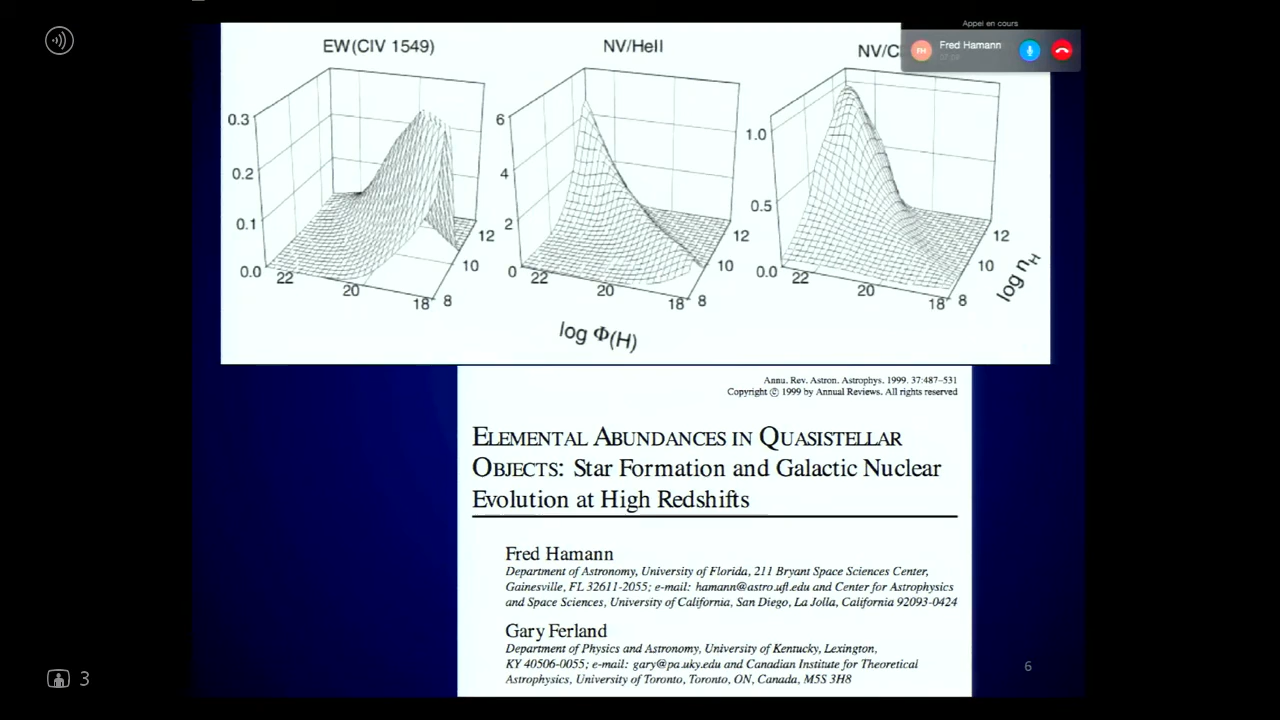 Appel en cours
Fred Hamann
EW(CIV 1549)
NV/HeII
NV/C
0.3
0.2
0.1
0.0
22
20
18
8
10
12
6
4
2
0
22
20
18
8
10
12
1.0
0.5
0.0
22
20
18
8
10
12
log nH
log Φ(H)
Annu. Rev. Astron. Astrophys. 1999. 37:487–531
Copyright © 1999 by Annual Reviews. All rights reserved
ELEMENTAL ABUNDANCES IN QUASISTELLAR
OBJECTS: Star Formation and Galactic Nuclear
Evolution at High Redshifts
Fred Hamann
Department of Astronomy, University of Florida, 211 Bryant Space Sciences Center,
Gainesville, FL 32611-2055; e-mail: hamann@astro.ufl.edu and Center for Astrophysics
and Space Sciences, University of California, San Diego, La Jolla, California 92093-0424
Gary Ferland
Department of Physics and Astronomy, University of Kentucky, Lexington,
KY 40506-0055; e-mail: gary@pa.uky.edu and Canadian Institute for Theoretical
Astrophysics, University of Toronto, Toronto, ON, Canada, M5S 3H8
6
3